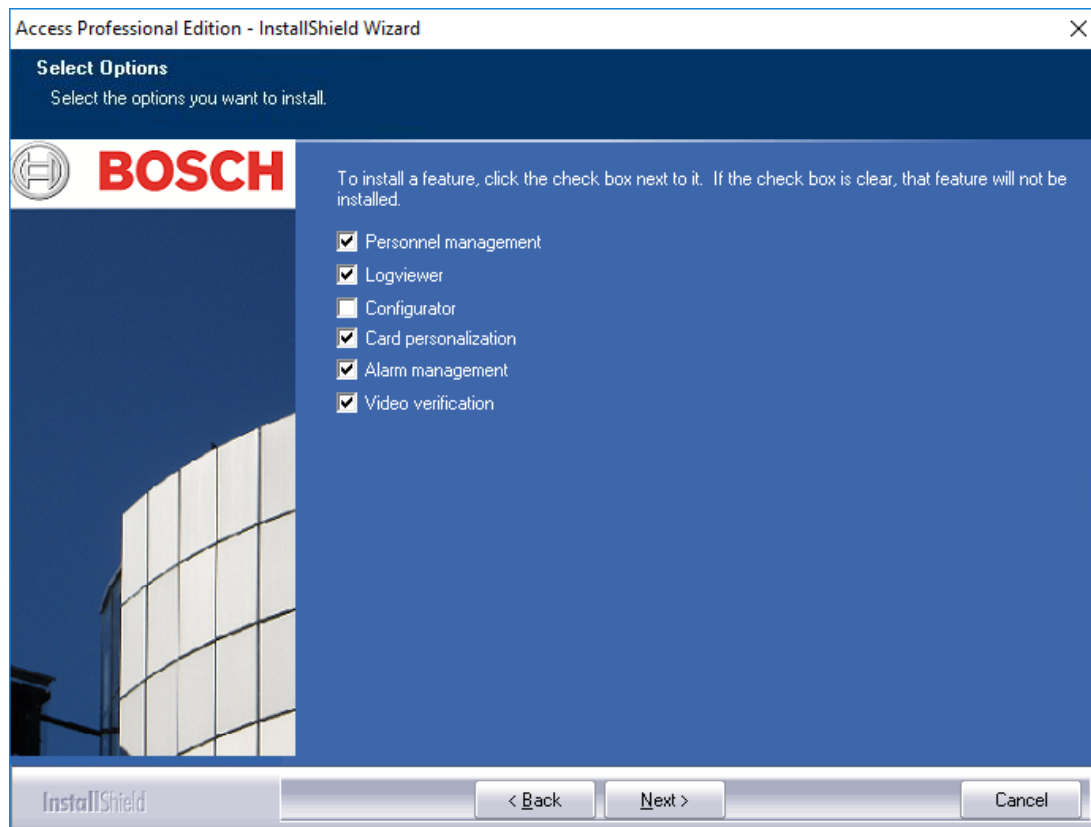 Access Professional Edition - InstallShield Wizard
Select Options
Select the options you want to install.
BOSCH
To install a feature, click the check box next to it. If the check box is clear, that feature will not be
installed.
Personnel management
Logviewer
Configurator
Card personalization
Alarm management
Video verification
InstallShield
< Back
Next >
Cancel